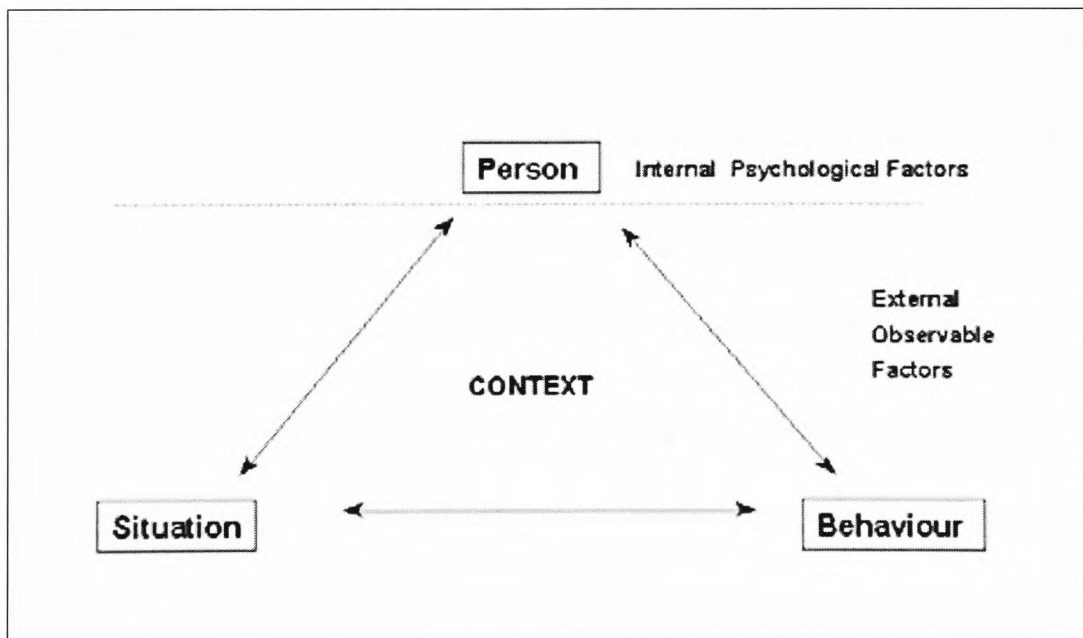 Person
Internal Psychological Factors
External
Observable
Factors
CONTEXT
Situation
Behaviour